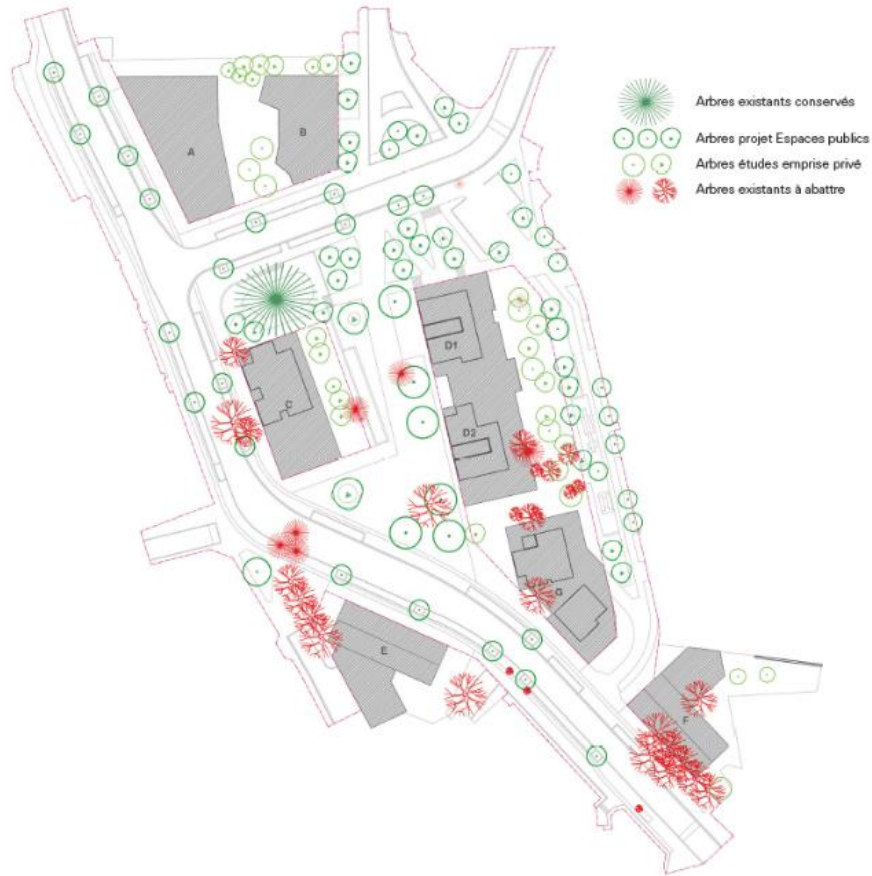 Arbres existants conservés
Arbres projet Espaces publics
Arbres études emprise privé
Arbres existants à abattre
A
B
C
D1
D2
G
E
F